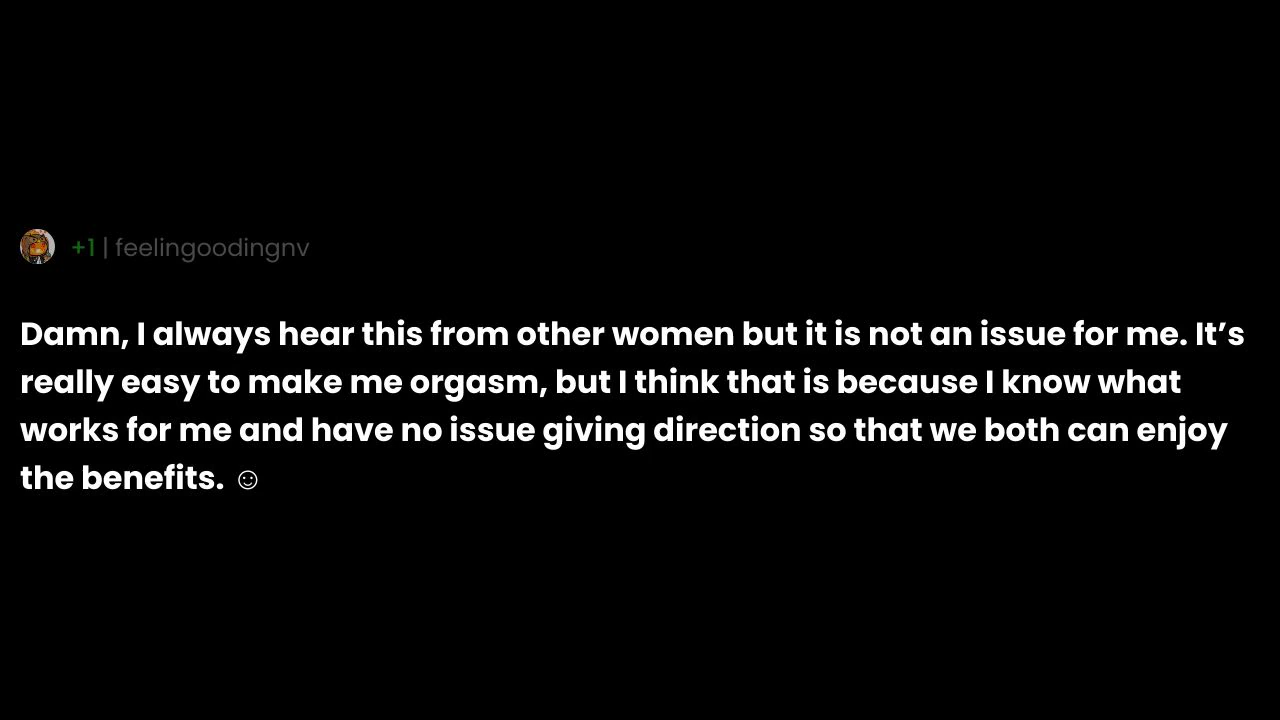 +1 | feelingoodingnv
Damn, I always hear this from other women but it is not an issue for me. It’s
really easy to make me orgasm, but I think that is because I know what
works for me and have no issue giving direction so that we both can enjoy
the benefits. ☺